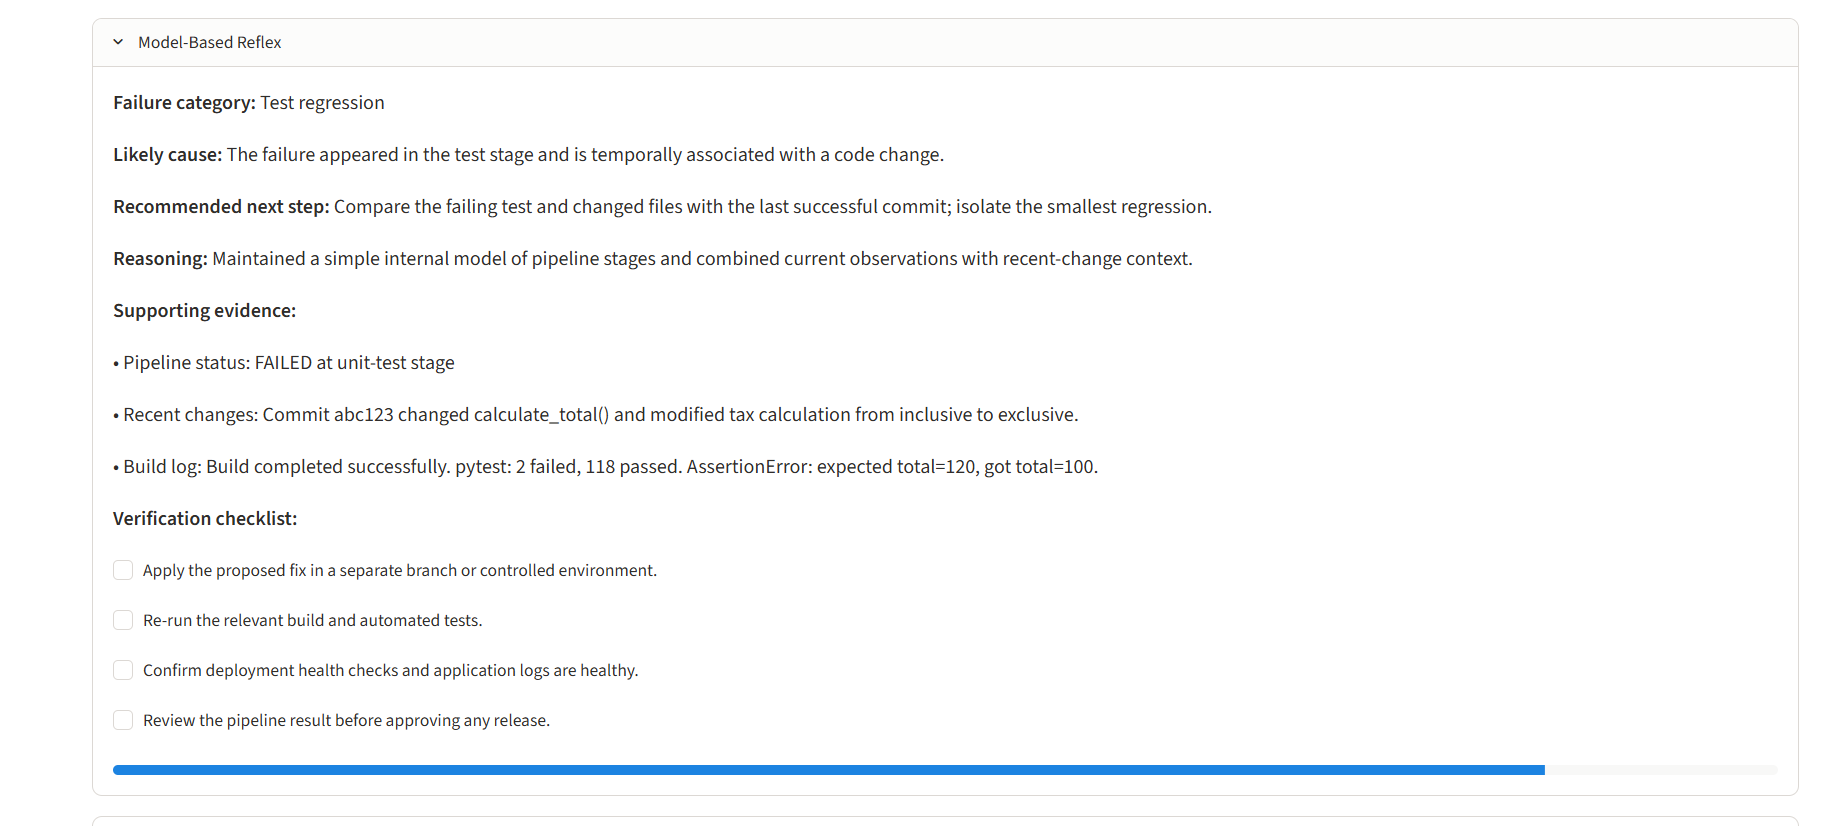 Model-Based Reflex
Failure category: Test regression
Likely cause: The failure appeared in the test stage and is temporally associated with a code change.
Recommended next step: Compare the failing test and changed files with the last successful commit; isolate the smallest regression.
Reasoning: Maintained a simple internal model of pipeline stages and combined current observations with recent-change context.
Supporting evidence:
• Pipeline status: FAILED at unit-test stage
• Recent changes: Commit abc123 changed calculate_total() and modified tax calculation from inclusive to exclusive.
• Build log: Build completed successfully. pytest: 2 failed, 118 passed. AssertionError: expected total=120, got total=100.
Verification checklist:
Apply the proposed fix in a separate branch or controlled environment.
Re-run the relevant build and automated tests.
Confirm deployment health checks and application logs are healthy.
Review the pipeline result before approving any release.